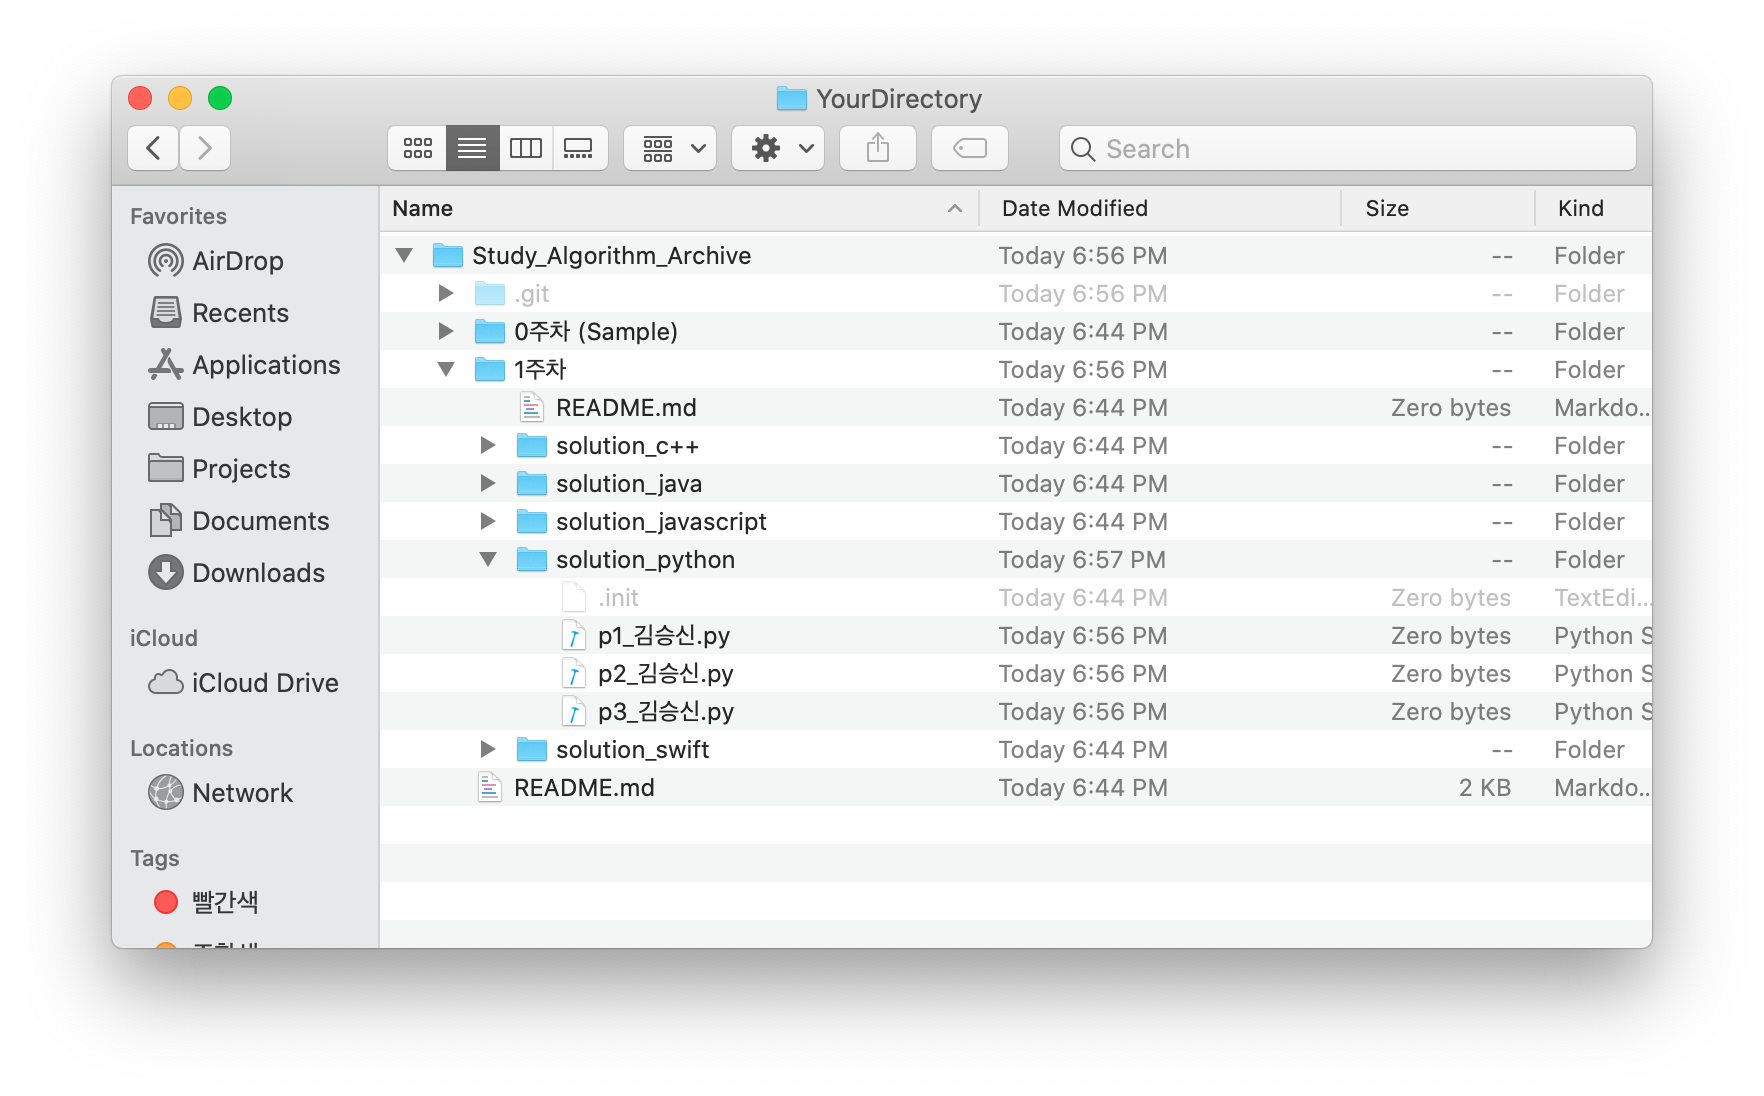 YourDirectory
Search
Favorites
AirDrop
Recents
Applications
Desktop
Projects
Documents
Downloads
iCloud
iCloud Drive
Locations
Network
Tags
빨간색
Name Date Modified Size Kind
Study_Algorithm_Archive Today 6:56 PM -- Folder
.git Today 6:56 PM -- Folder
0주차 (Sample) Today 6:44 PM -- Folder
1주차 Today 6:56 PM -- Folder
README.md Today 6:44 PM Zero bytes Markdo...
solution_c++ Today 6:44 PM -- Folder
solution_java Today 6:44 PM -- Folder
solution_javascript Today 6:44 PM -- Folder
solution_python Today 6:57 PM -- Folder
.init Today 6:44 PM Zero bytes TextEdi...
p1_김승신.py Today 6:56 PM Zero bytes Python S
p2_김승신.py Today 6:56 PM Zero bytes Python S
p3_김승신.py Today 6:56 PM Zero bytes Python S
solution_swift Today 6:44 PM -- Folder
README.md Today 6:44 PM 2 KB Markdo...